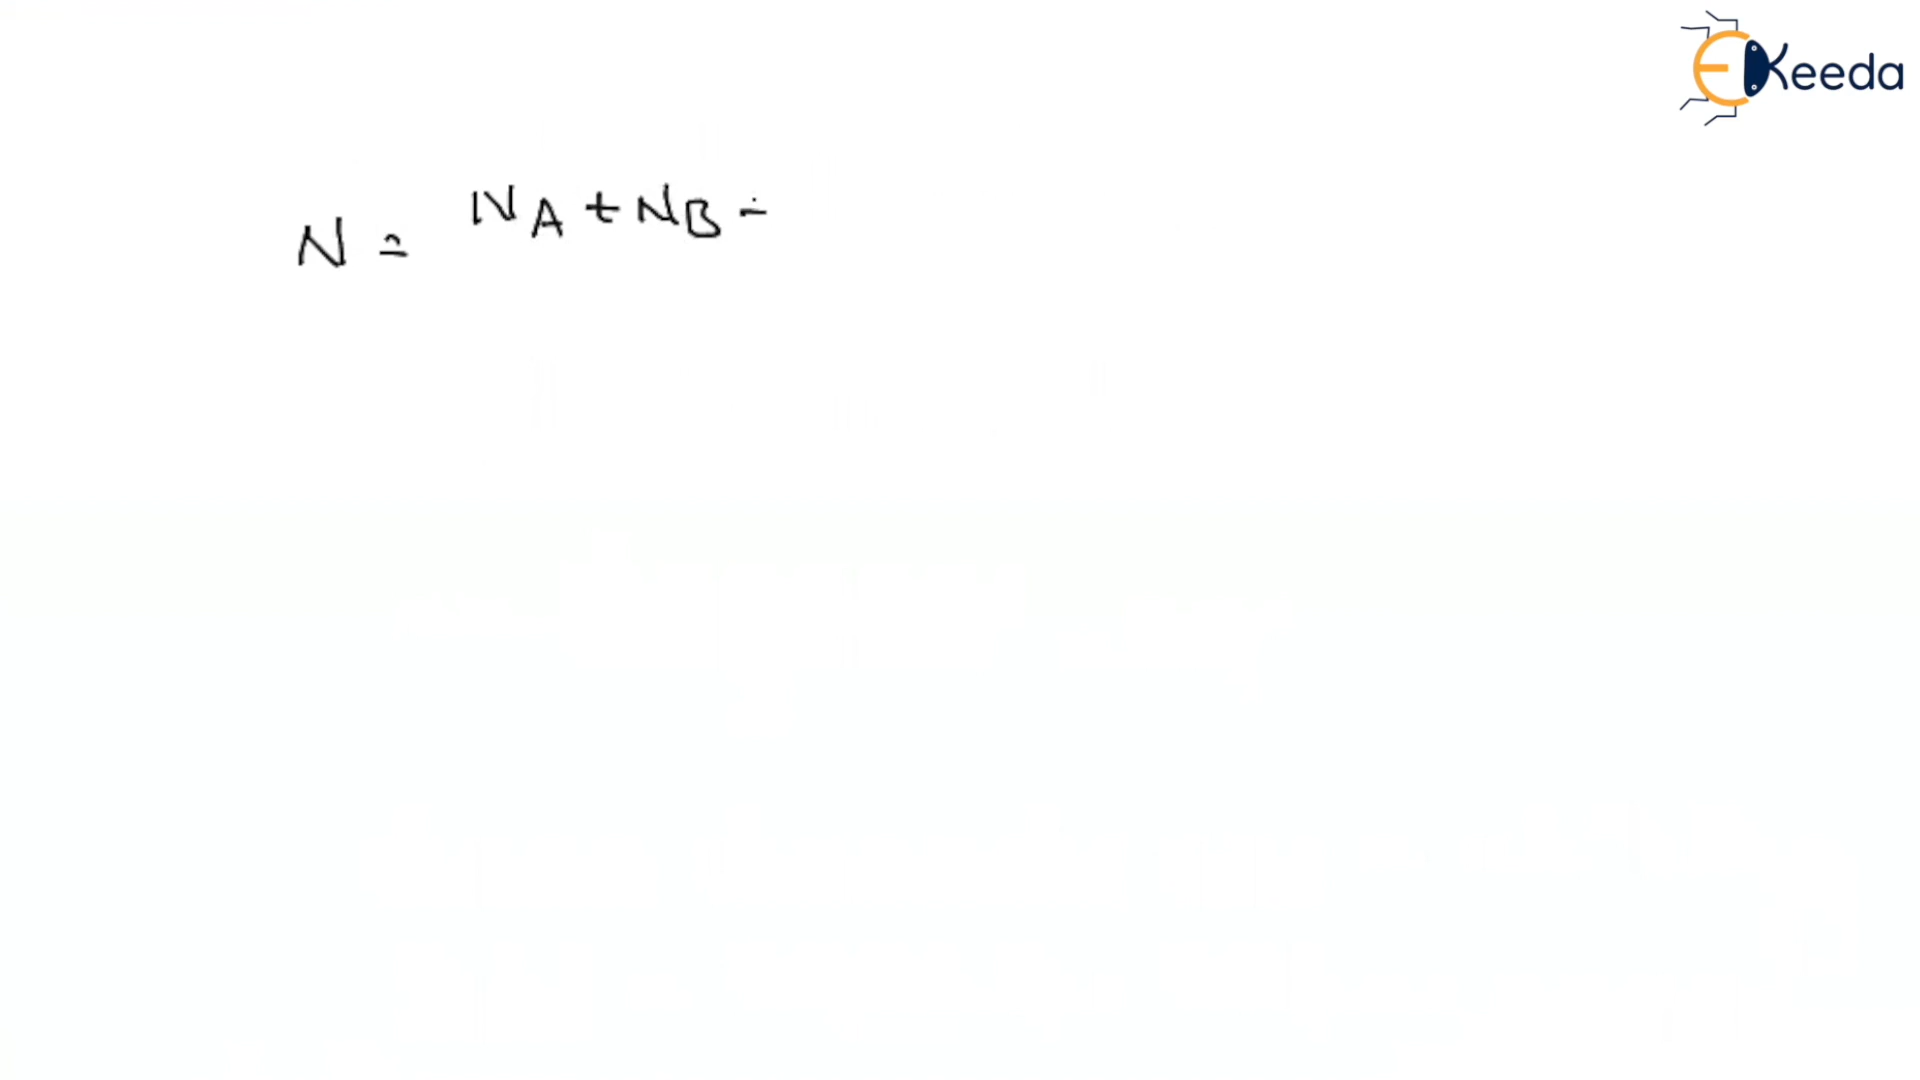 EKeeda
N = NA + NB -